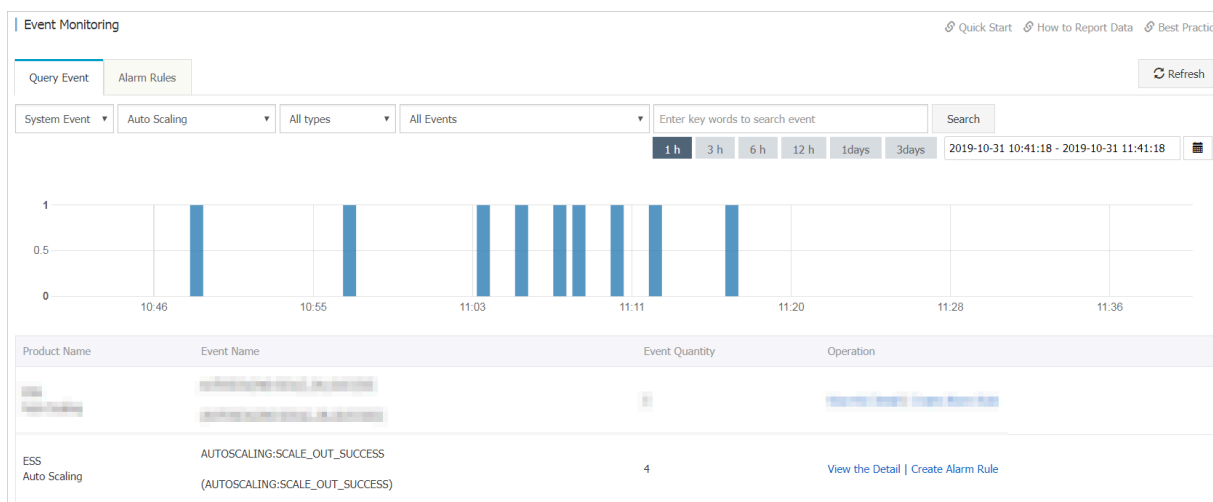 Event Monitoring
Quick Start How to Report Data Best Practic
Query Event Alarm Rules Refresh
System Event Auto Scaling All types All Events Enter key words to search event Search
1 h 3 h 6 h 12 h 1days 3days 2019-10-31 10:41:18 - 2019-10-31 11:41:18
1
0.5
0
10:46 10:55 11:03 11:11 11:20 11:28 11:36
Product Name Event Name Event Quantity Operation
AUTOSCALING:SCALE_OUT_SUCCESS
ESS
4 View the Detail | Create Alarm Rule
Auto Scaling
(AUTOSCALING:SCALE_OUT_SUCCESS)